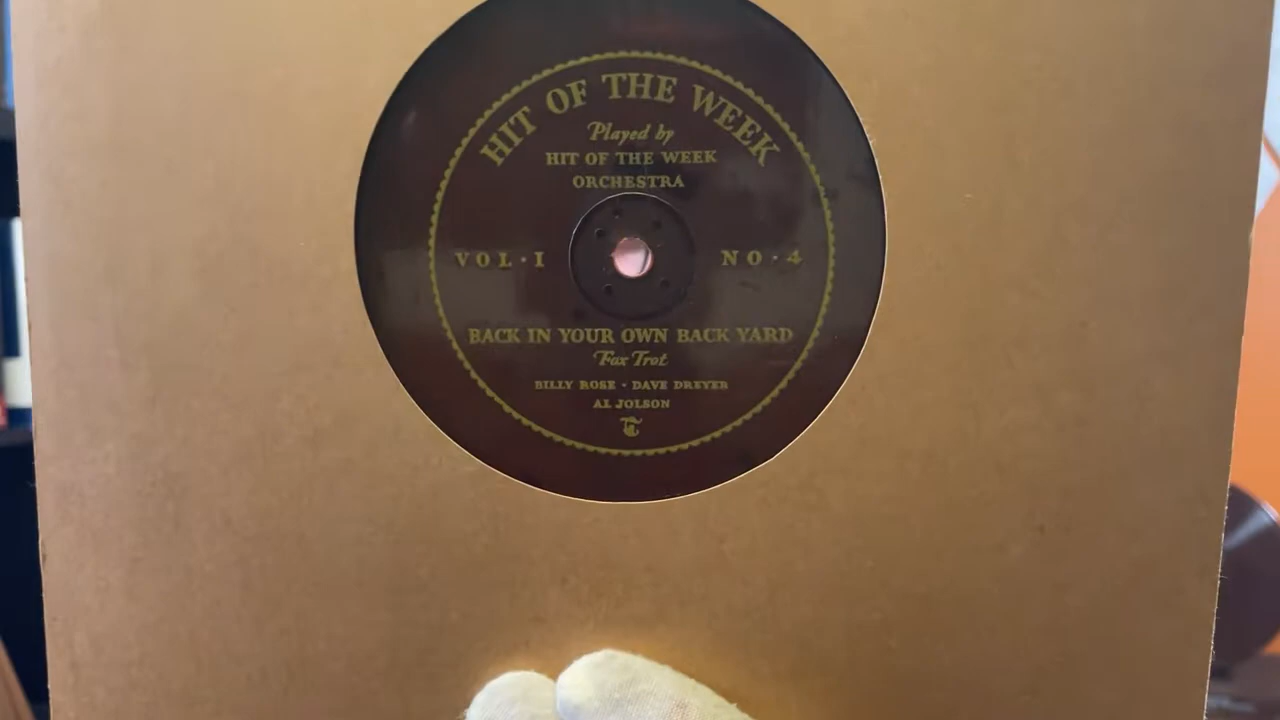 HIT OF THE WEEK
Played by
HIT OF THE WEEK
ORCHESTRA
VOL·I NO·4
BACK IN YOUR OWN BACK YARD
Fox Trot
BILLY ROSE · DAVE DREYER
AL JOLSON